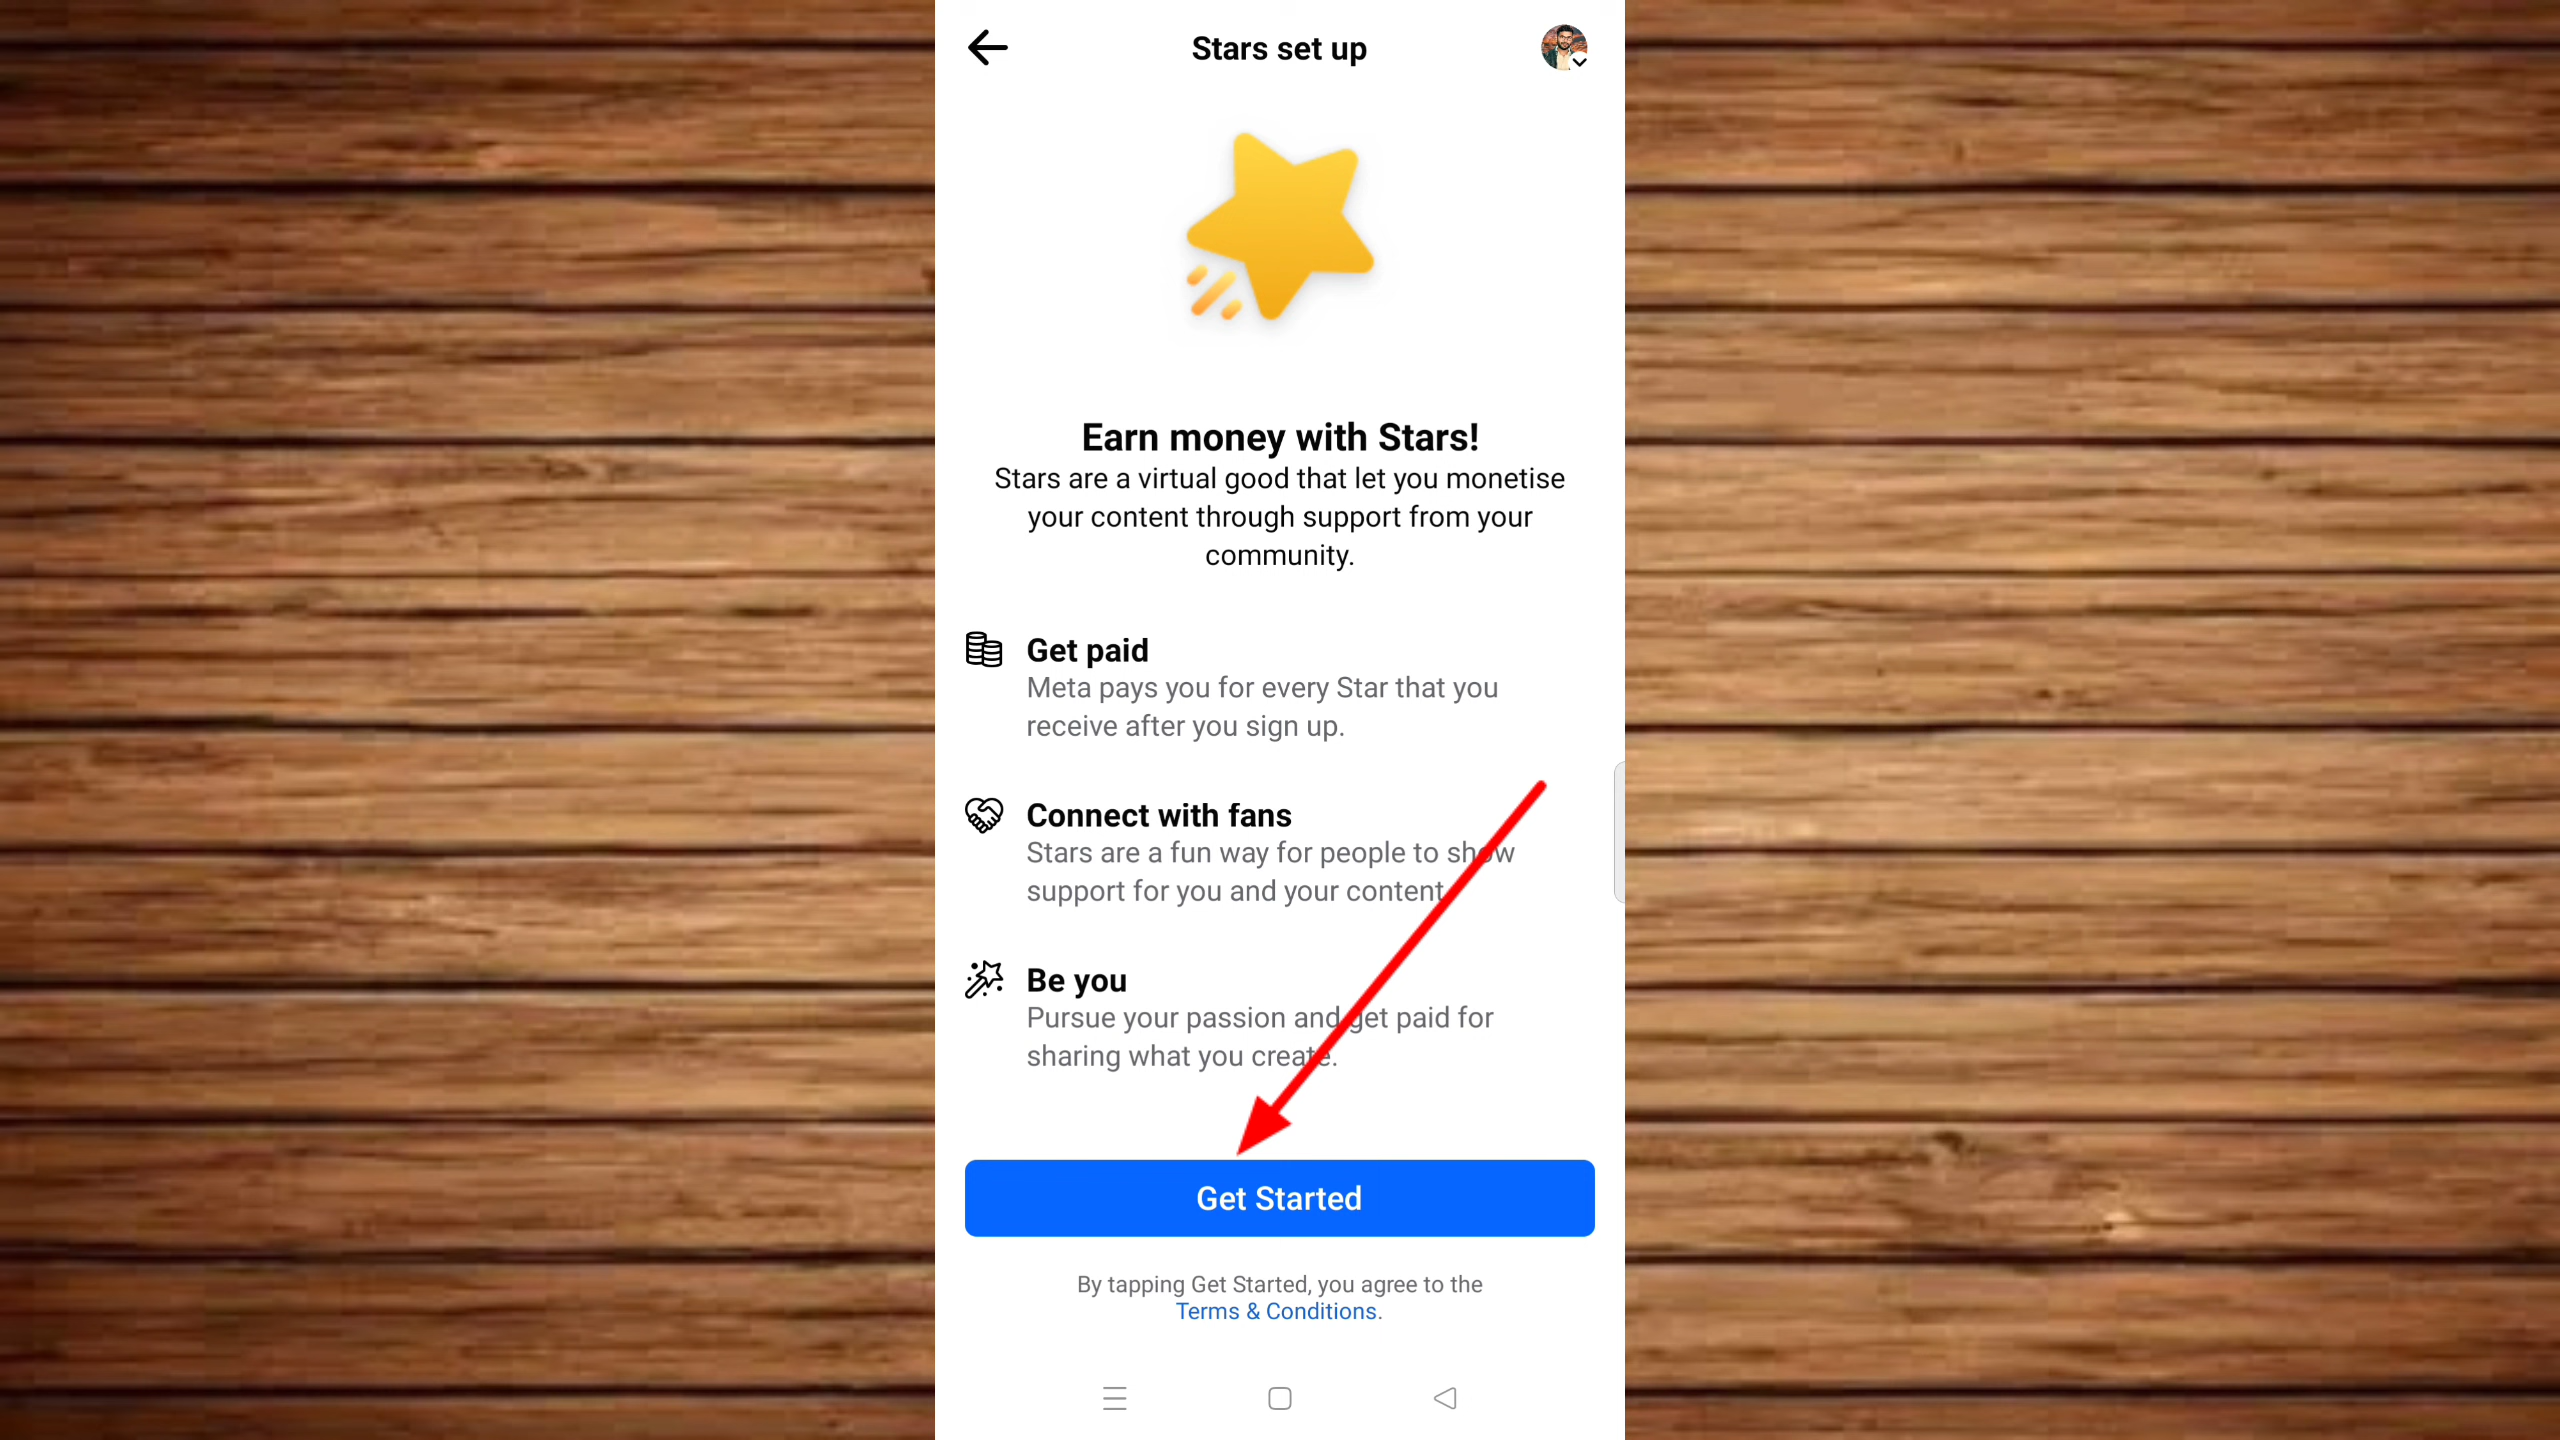 Stars set up
Earn money with Stars!
Stars are a virtual good that let you monetise
your content through support from your
community.
Get paid
Meta pays you for every Star that you
receive after you sign up.
Connect with fans
Stars are a fun way for people to show
support for you and your content
Be you
Pursue your passion and get paid for
sharing what you create.
Get Started
By tapping Get Started, you agree to the
Terms & Conditions.